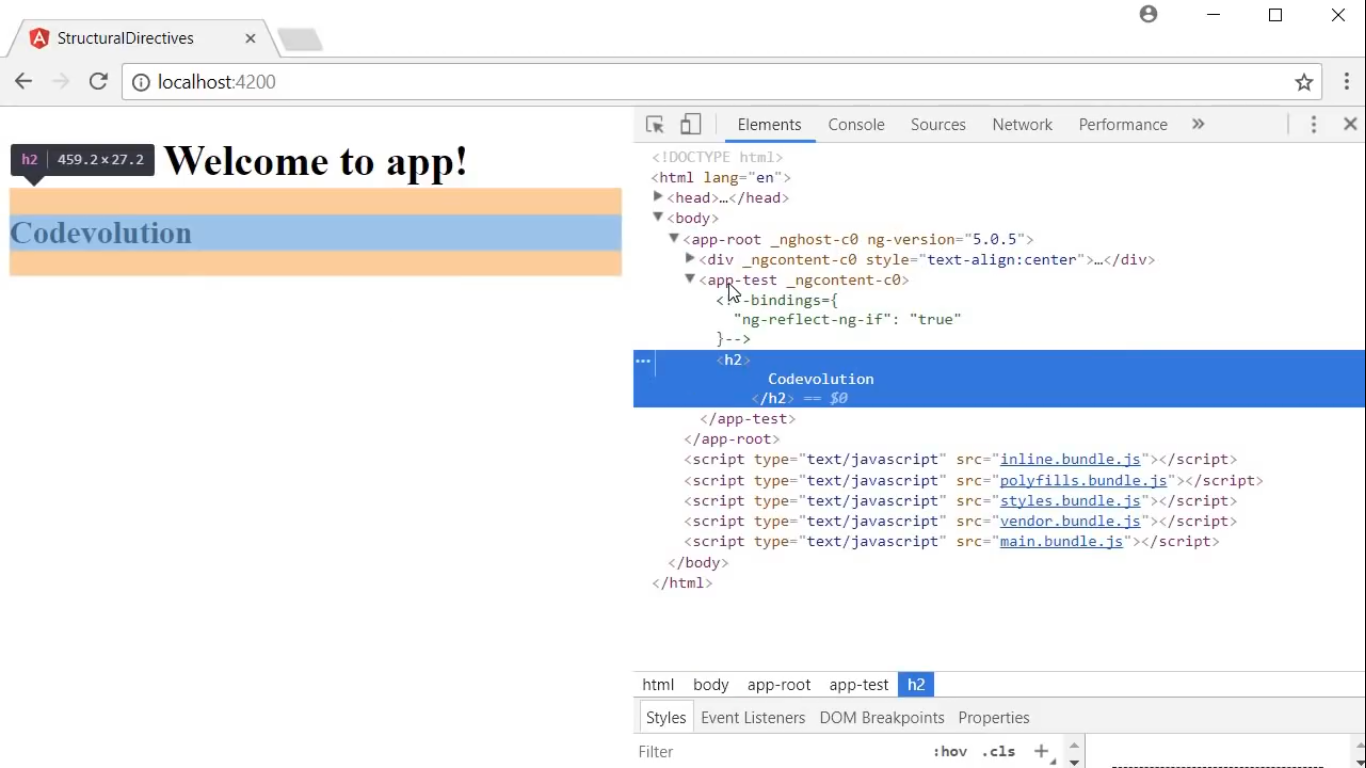 StructuralDirectives
localhost:4200
Elements Console Sources Network Performance »
h2 459.2 × 27.2
Welcome to app!
Codevolution
<!DOCTYPE html>
<html lang="en">
<head>…</head>
<body>
<app-root _nghost-c0 ng-version="5.0.5">
<div _ngcontent-c0 style="text-align:center">…</div>
<app-test _ngcontent-c0>
<!--bindings={
"ng-reflect-ng-if": "true"
}-->
<h2>
Codevolution
</h2> == $0
</app-test>
</app-root>
<script type="text/javascript" src="inline.bundle.js"></script>
<script type="text/javascript" src="polyfills.bundle.js"></script>
<script type="text/javascript" src="styles.bundle.js"></script>
<script type="text/javascript" src="vendor.bundle.js"></script>
<script type="text/javascript" src="main.bundle.js"></script>
</body>
</html>
html body app-root app-test h2
Styles Event Listeners DOM Breakpoints Properties
Filter :hov .cls +